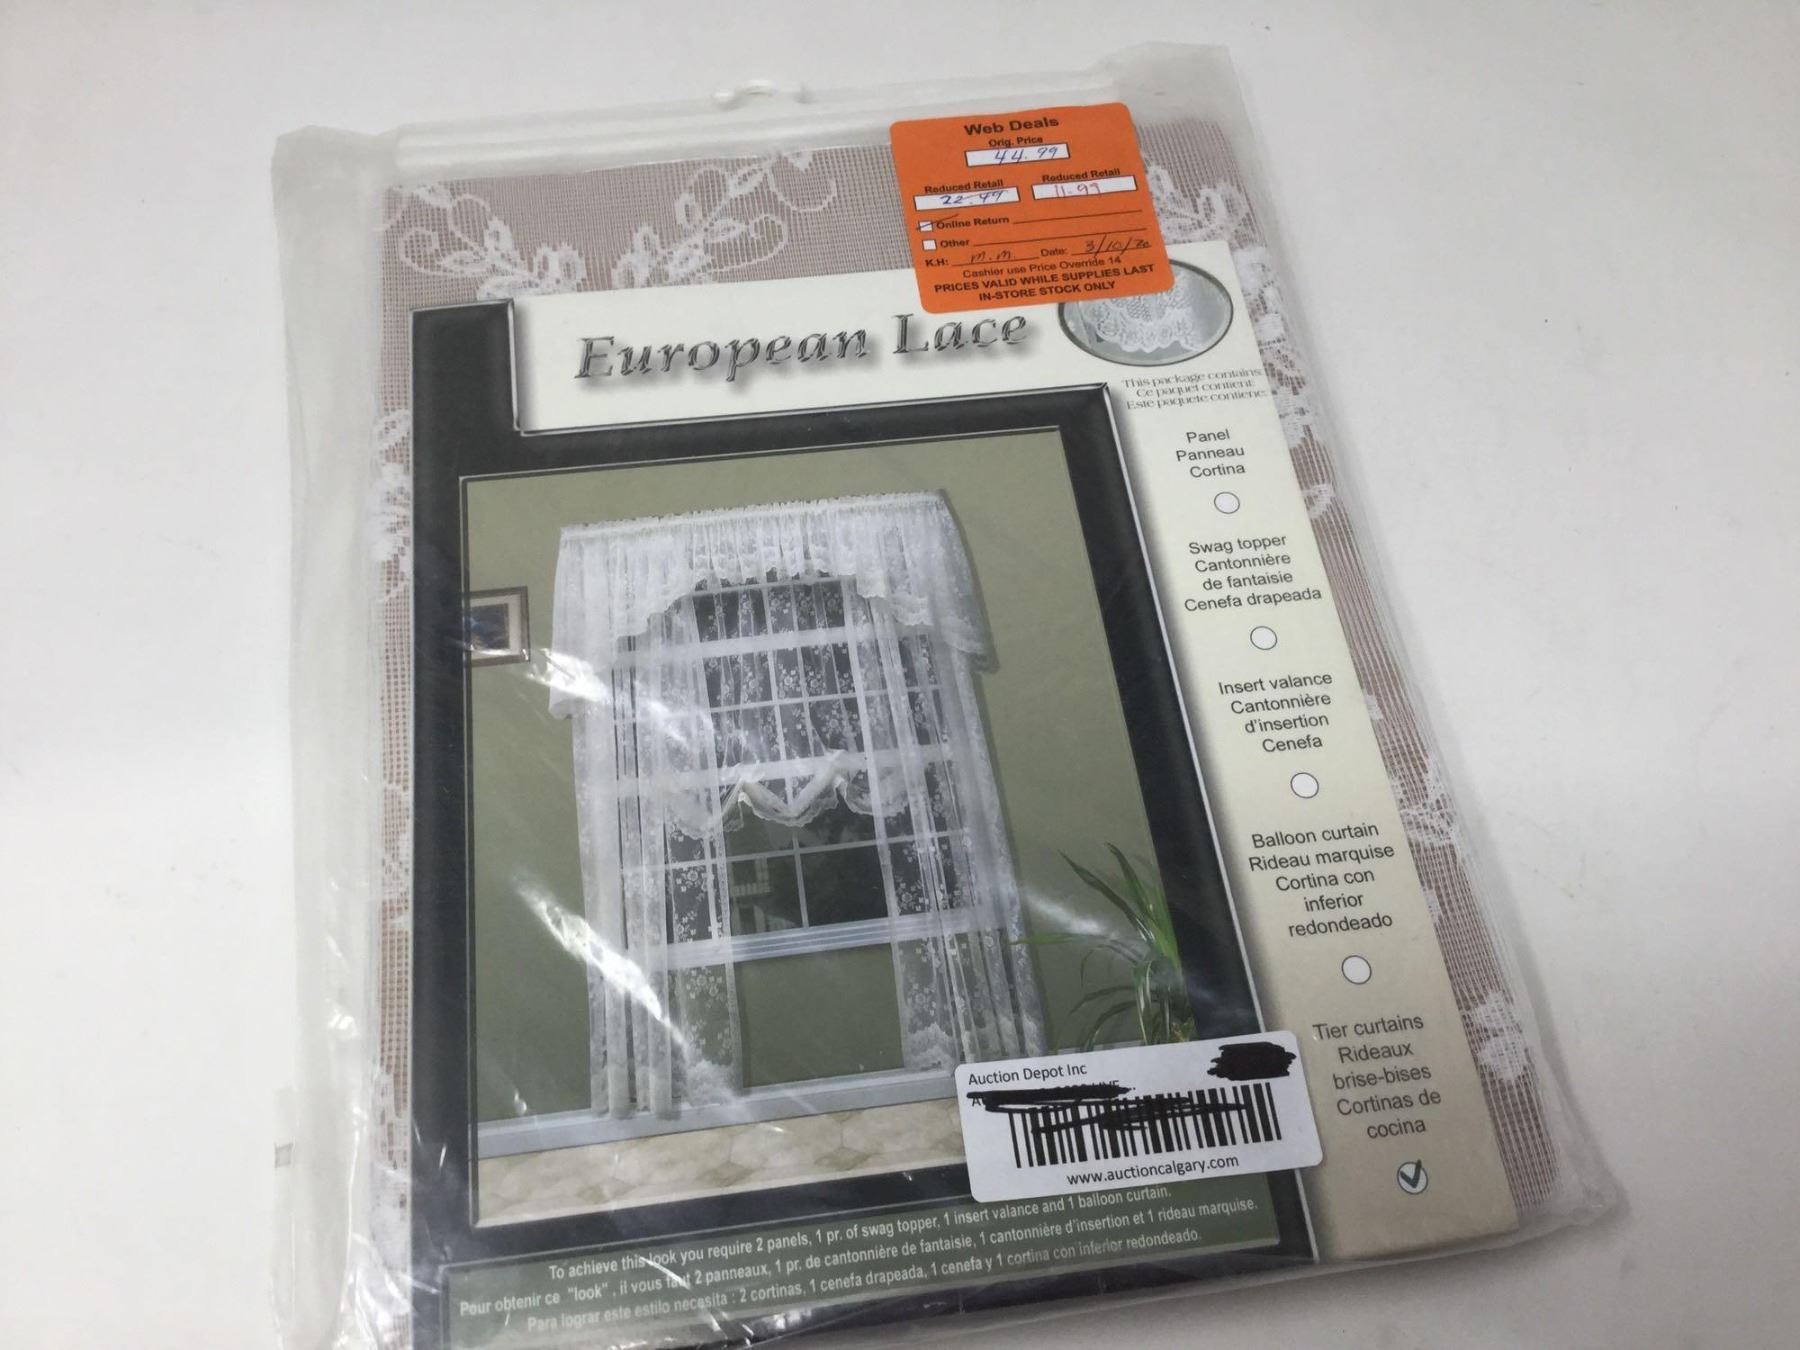 Web Deals
Orig. Price
44.99
Reduced Retail
22.49
Reduced Retail
11.99
Online Return
Other
K.H: m.m. Date: 3/10/20
Cashier use Price Override 14
PRICES VALID WHILE SUPPLIES LAST
IN-STORE STOCK ONLY
European Lace
This package contains:
Ce paquet contient:
Este paquete contiene:
Panel
Panneau
Cortina
Swag topper
Cantonnière
de fantaisie
Cenefa drapeada
Insert valance
Cantonnière
d'insertion
Cenefa
Balloon curtain
Rideau marquise
Cortina con
inferior
redondeado
Tier curtains
Rideaux
brise-bises
Cortinas de
cocina
Auction Depot Inc
www.auctioncalgary.com
To achieve this look you require 2 panels, 1 pr. of swag topper, 1 insert valance and 1 balloon curtain.
Pour obtenir ce "look", il vous faut 2 panneaux, 1 pr. de cantonnière de fantaisie, 1 cantonnière d'insertion et 1 rideau marquise.
Para lograr este estilo necesita : 2 cortinas, 1 cenefa drapeada, 1 cenefa y 1 cortina con inferior redondeado.